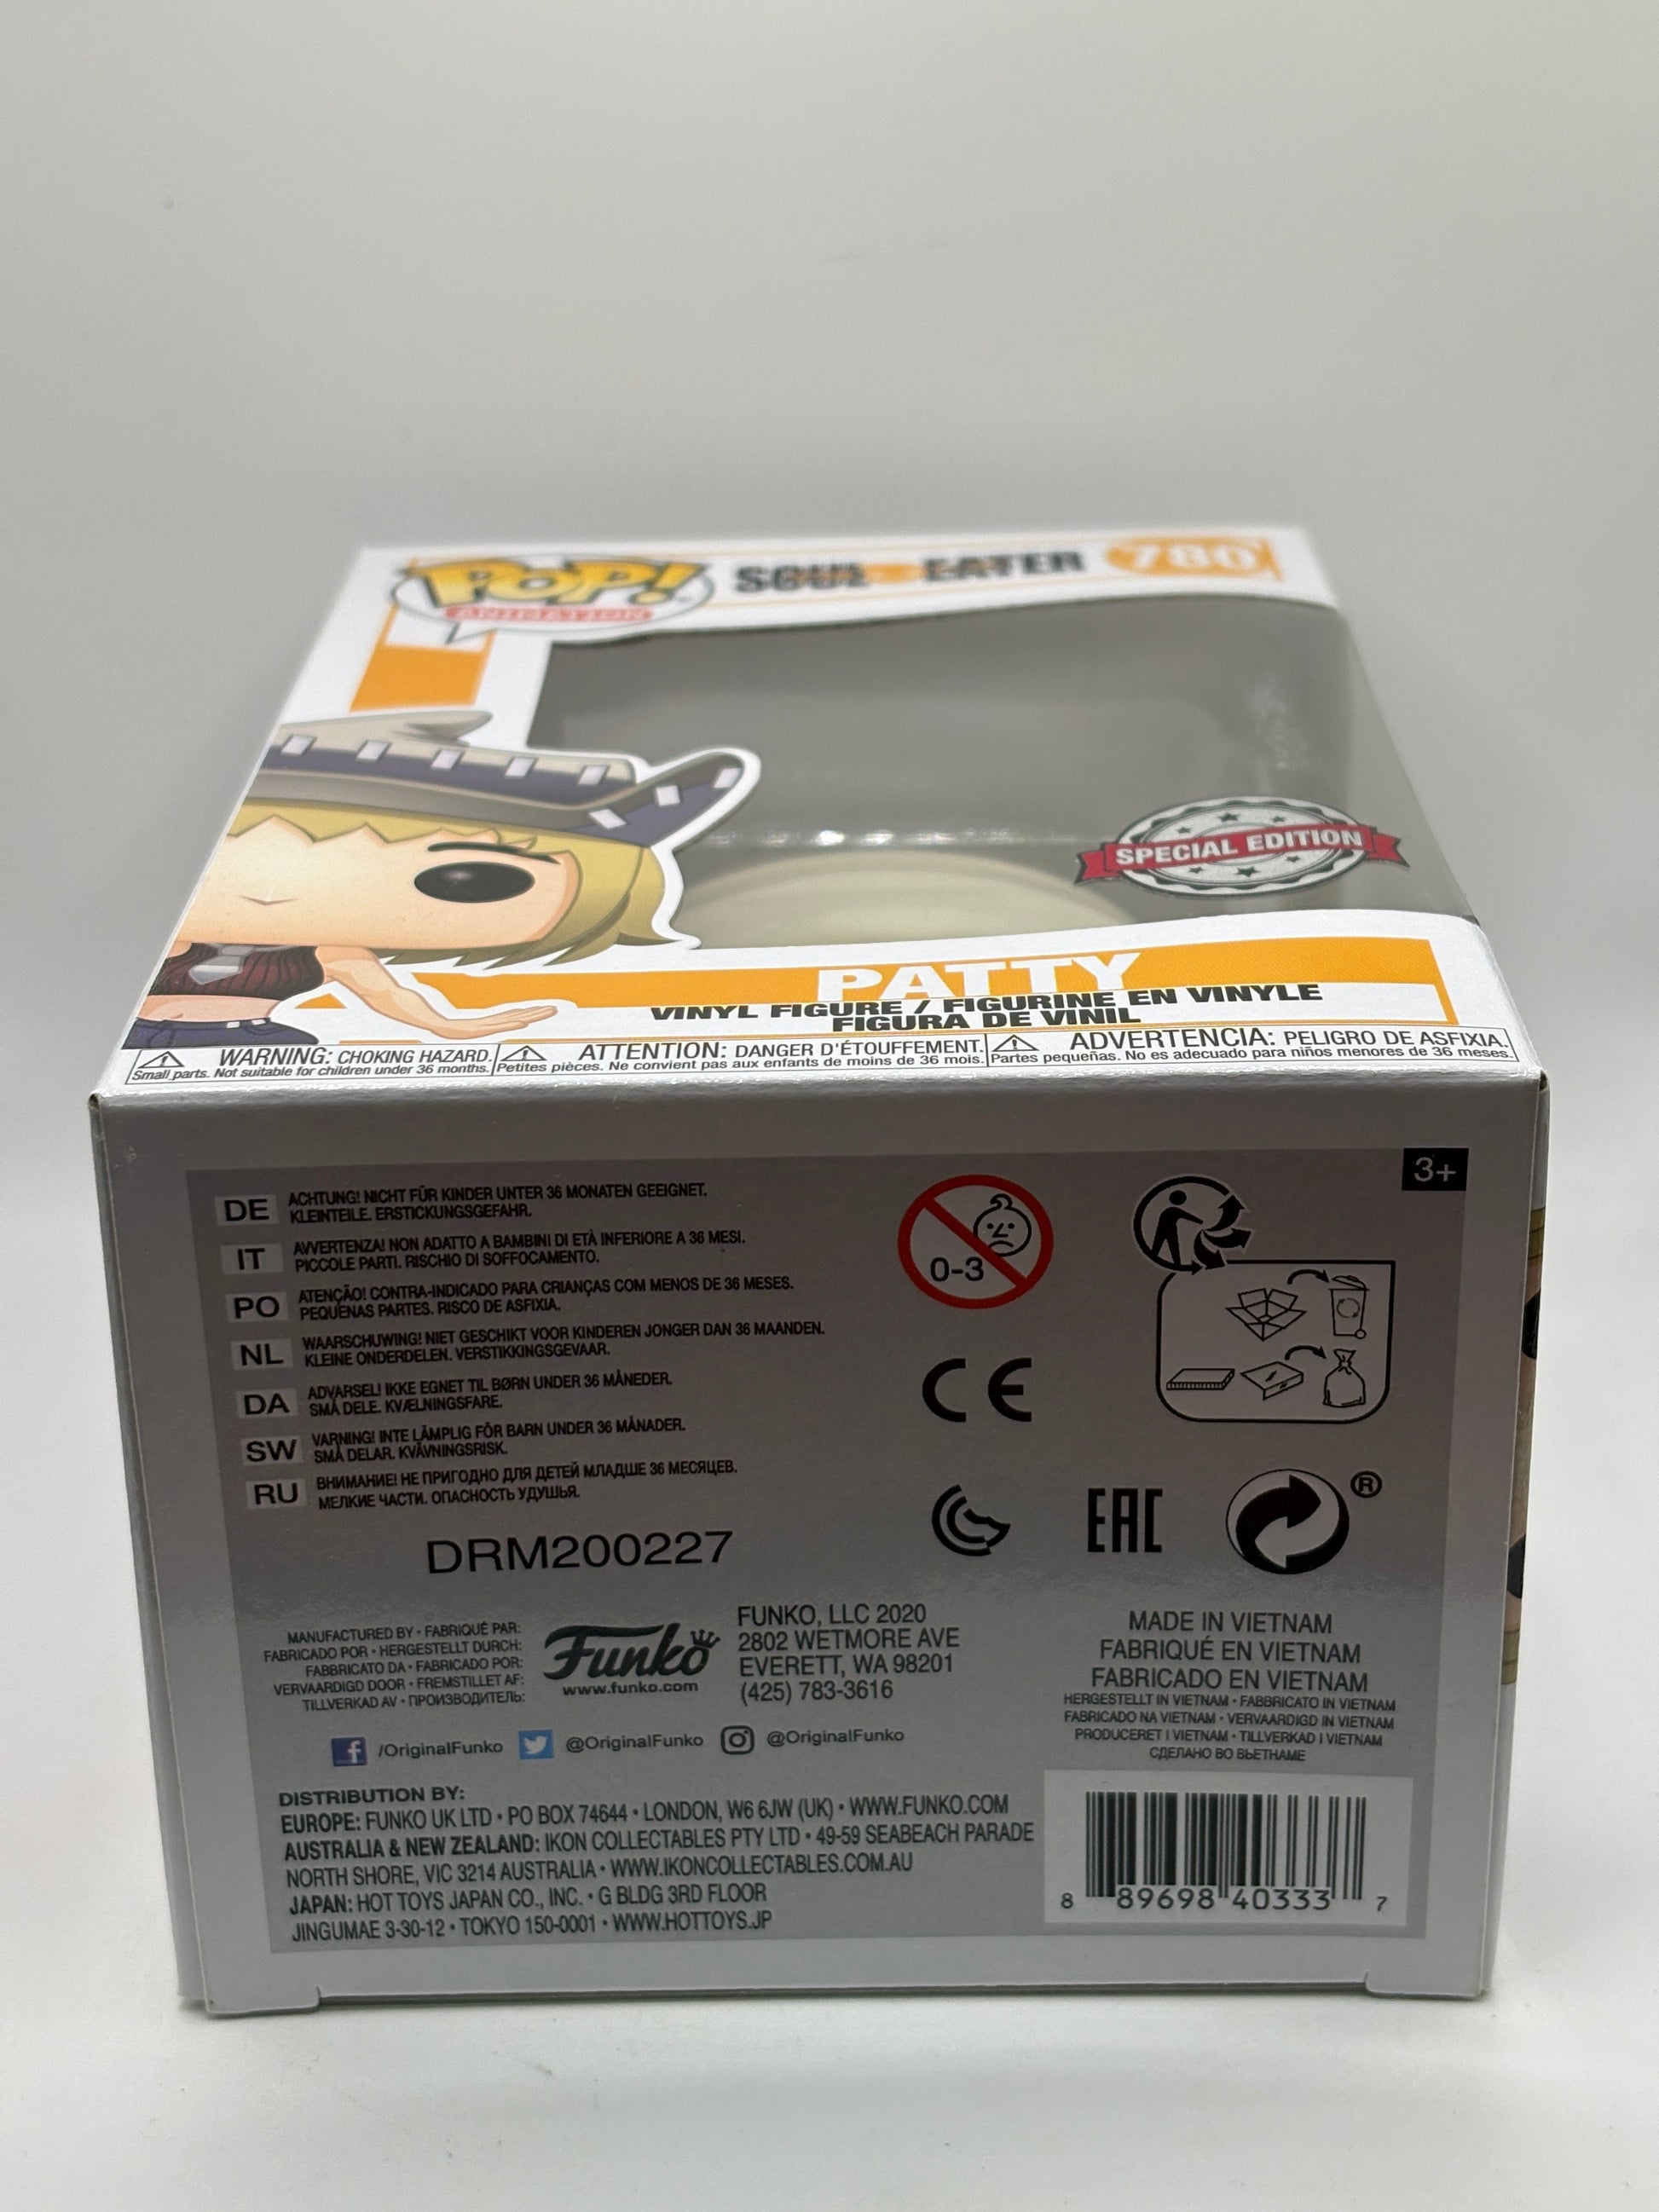 POP!
ANIMATION
SOUL EATER
780
SPECIAL EDITION
PATTY
VINYL FIGURE / FIGURINE EN VINYLE
FIGURA DE VINIL
WARNING: CHOKING HAZARD.
Small parts. Not suitable for children under 36 months.
ATTENTION: DANGER D'ÉTOUFFEMENT.
Petites pièces. Ne convient pas aux enfants de moins de 36 mois.
ADVERTENCIA: PELIGRO DE ASFIXIA.
Partes pequeñas. No es adecuado para niños menores de 36 meses.
3+
DE ACHTUNG! NICHT FÜR KINDER UNTER 36 MONATEN GEEIGNET.
KLEINTEILE. ERSTICKUNGSGEFAHR.
IT AVVERTENZA! NON ADATTO A BAMBINI DI ETÀ INFERIORE A 36 MESI.
PICCOLE PARTI. RISCHIO DI SOFFOCAMENTO.
PO ATENÇÃO! CONTRA-INDICADO PARA CRIANÇAS COM MENOS DE 36 MESES.
PEQUENAS PARTES. RISCO DE ASFIXIA.
NL WAARSCHUWING! NIET GESCHIKT VOOR KINDEREN JONGER DAN 36 MAANDEN.
KLEINE ONDERDELEN. VERSTIKKINGSGEVAAR.
DA ADVARSEL! IKKE EGNET TIL BØRN UNDER 36 MÅNEDER.
SMÅ DELE. KVÆLNINGSFARE.
SW VARNING! INTE LÄMPLIG FÖR BARN UNDER 36 MÅNADER.
SMÅ DELAR. KVÄVNINGSRISK.
RU ВНИМАНИЕ! НЕ ПРИГОДНО ДЛЯ ДЕТЕЙ МЛАДШЕ 36 МЕСЯЦЕВ.
МЕЛКИЕ ЧАСТИ. ОПАСНОСТЬ УДУШЬЯ.
0-3
CE
EAC
®
DRM200227
MANUFACTURED BY • FABRIQUÉ PAR:
FABRICADO POR • HERGESTELLT DURCH:
FABBRICATO DA • FABRICADO POR:
VERVAARDIGD DOOR • FREMSTILLET AF:
TILLVERKAD AV • ПРОИЗВОДИТЕЛЬ:
Funko
www.funko.com
FUNKO, LLC 2020
2802 WETMORE AVE
EVERETT, WA 98201
(425) 783-3616
MADE IN VIETNAM
FABRIQUÉ EN VIETNAM
FABRICADO EN VIETNAM
HERGESTELLT IN VIETNAM • FABBRICATO IN VIETNAM
FABRICADO NA VIETNAM • VERVAARDIGD IN VIETNAM
PRODUCERET I VIETNAM • TILLVERKAD I VIETNAM
СДЕЛАНО ВО ВЬЕТНАМЕ
/OriginalFunko @OriginalFunko @OriginalFunko
DISTRIBUTION BY:
EUROPE: FUNKO UK LTD • PO BOX 74644 • LONDON, W6 6JW (UK) • WWW.FUNKO.COM
AUSTRALIA & NEW ZEALAND: IKON COLLECTABLES PTY LTD • 49-59 SEABEACH PARADE
NORTH SHORE, VIC 3214 AUSTRALIA • WWW.IKONCOLLECTABLES.COM.AU
JAPAN: HOT TOYS JAPAN CO., INC. • G BLDG 3RD FLOOR
JINGUMAE 3-30-12 • TOKYO 150-0001 • WWW.HOTTOYS.JP
8 89698 40333 7